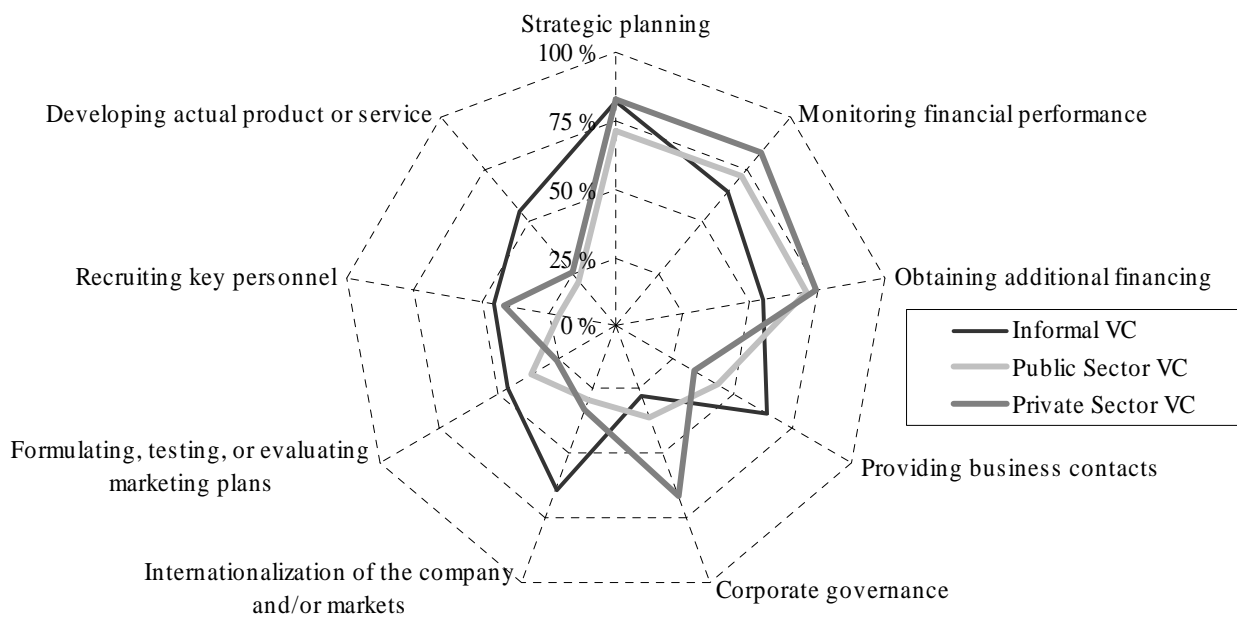 Strategic planning
100 %
Developing actual product or service
Monitoring financial performance
75 %
50 %
25 %
Recruiting key personnel
Obtaining additional financing
0 %
Informal VC
Public Sector VC
Private Sector VC
Formulating, testing, or evaluating
marketing plans
Providing business contacts
Internationalization of the company
and/or markets
Corporate governance